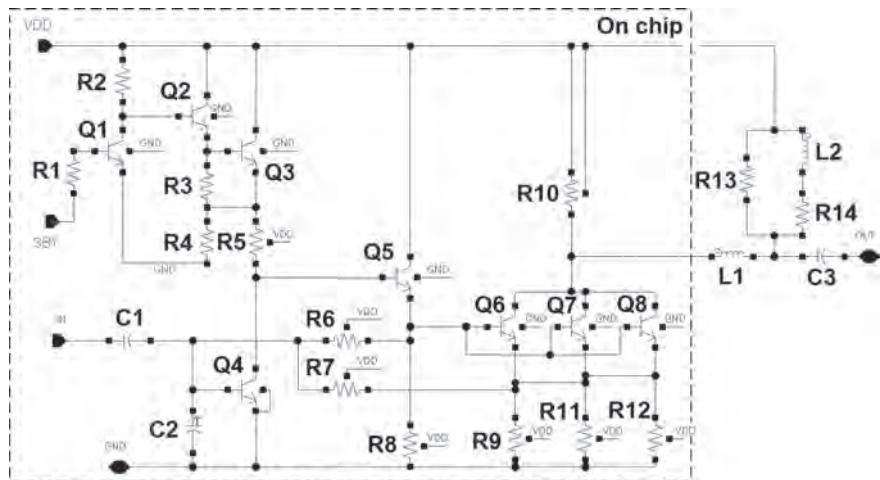 On chip
VDD
R2
Q2
GND
Q1
GND
GND
R1
Q3
R3
R13
L2
R10
R14
R4
R5
VDD
OUT
GND
Q5
GND
L1
C3
Q6
Q7
Q8
IN
C1
R6
VDD
GND
GND
GND
Q4
R7
VDD
C2
R11
R12
GND
R8
VDD
R9
VDD
VDD
VDD